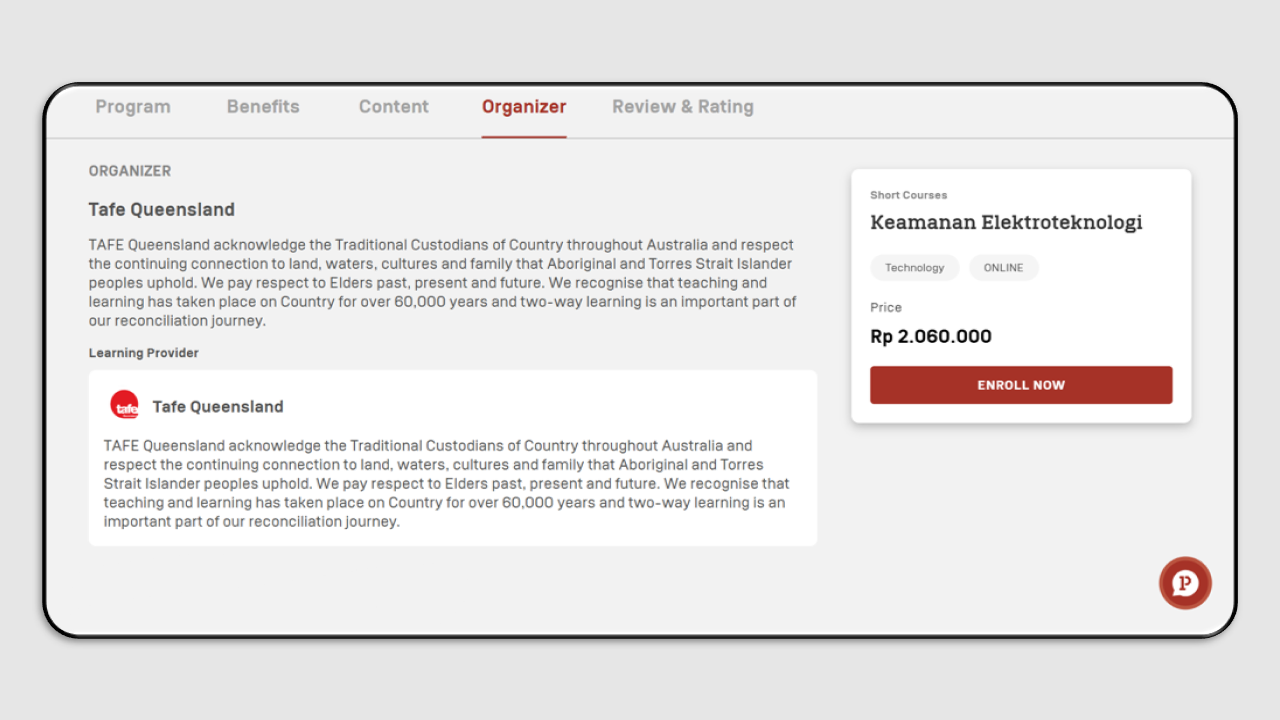 Program Benefits Content Organizer Review & Rating
ORGANIZER
Tafe Queensland
TAFE Queensland acknowledge the Traditional Custodians of Country throughout Australia and respect
the continuing connection to land, waters, cultures and family that Aboriginal and Torres Strait Islander
peoples uphold. We pay respect to Elders past, present and future. We recognise that teaching and
learning has taken place on Country for over 60,000 years and two-way learning is an important part of
our reconciliation journey.
Learning Provider
tafe
Tafe Queensland
TAFE Queensland acknowledge the Traditional Custodians of Country throughout Australia and
respect the continuing connection to land, waters, cultures and family that Aboriginal and Torres
Strait Islander peoples uphold. We pay respect to Elders past, present and future. We recognise that
teaching and learning has taken place on Country for over 60,000 years and two-way learning is an
important part of our reconciliation journey.
Short Courses
Keamanan Elektroteknologi
Technology ONLINE
Price
Rp 2.060.000
ENROLL NOW
P